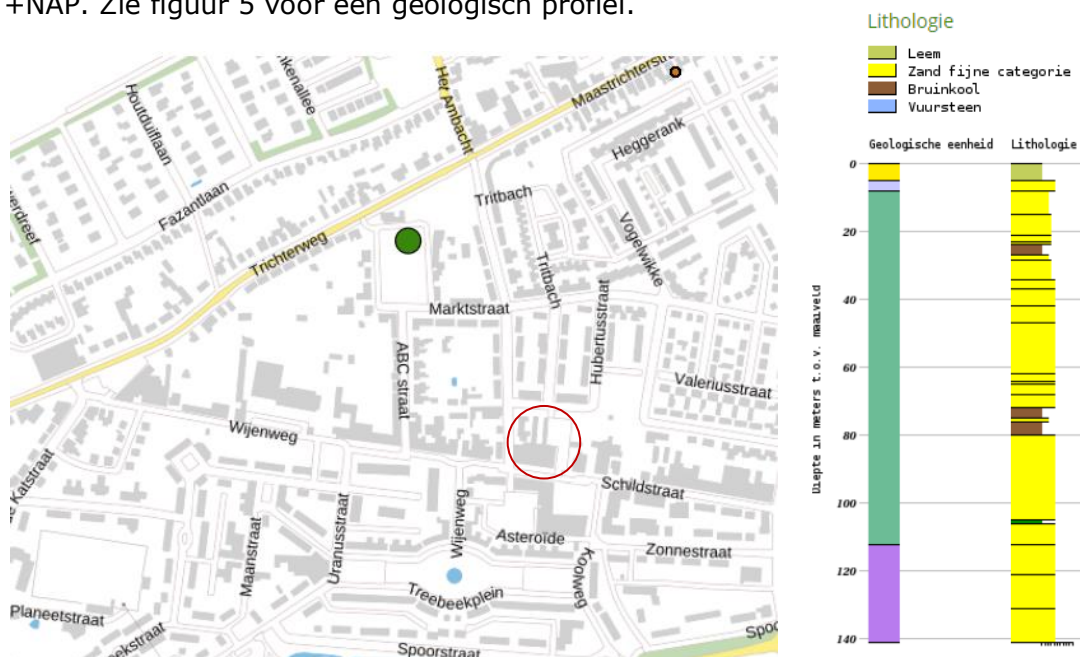 +NAP. Zie figuur 5 voor een geologisch profiel.
Lithologie
Leem
Zand fijne categorie
Bruinkool
Vuursteen
Geologische eenheid Lithologie
Diepte in meters t.o.v. maaiveld
0
20
40
60
80
100
120
140
Houtduiflaan
Het Ambacht
Maastrichterstr
Heggerank
Fazantlaan
Tritbach
Vogelwikke
Trichterweg
Tritbach
Marktstraat
Hubertusstraat
ABC straat
Valeriusstraat
Wijenweg
Katstraat
Schildstraat
Maanstraat
Uranusstraat
Wijenweg
Asteroïde
Koolweg
Zonnestraat
Treebeekplein
Planeetstraat
Spoorstraat